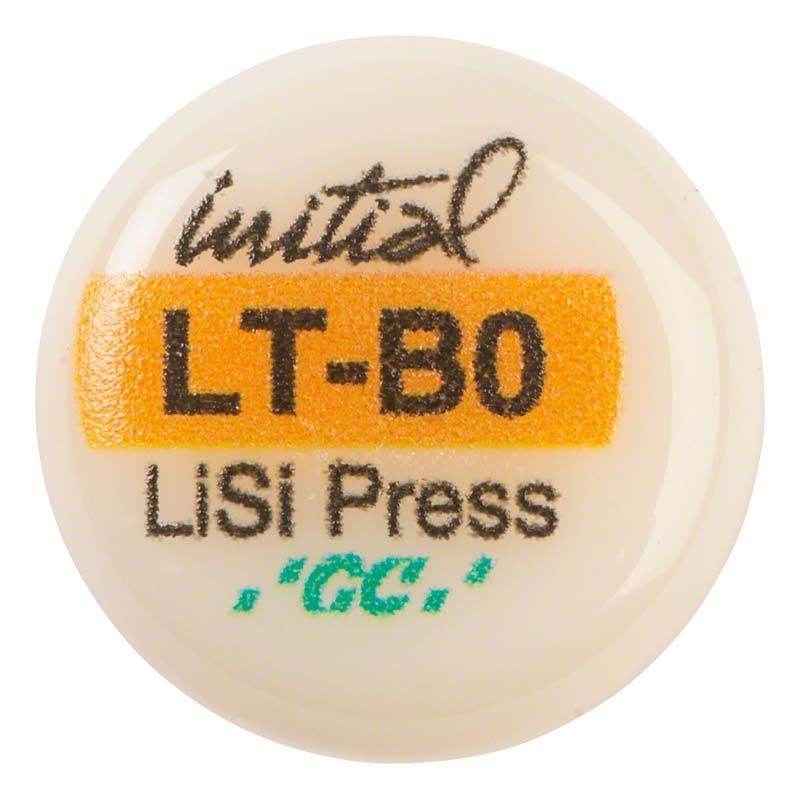 initial
LT-B0
LiSi Press
'GC'